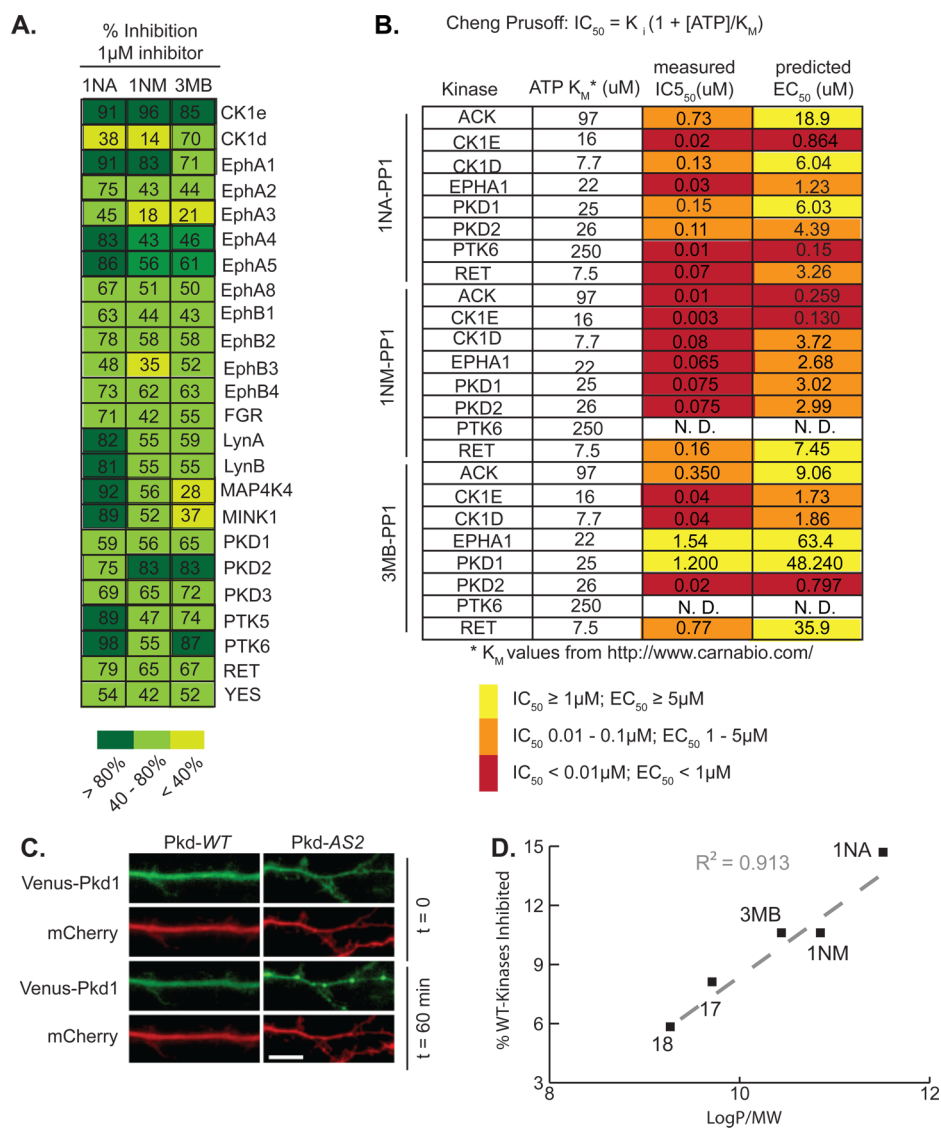 A.
% Inhibition
1µM inhibitor
1NA 1NM 3MB
91 96 85 CK1e
38 14 70 CK1d
91 83 71 EphA1
75 43 44 EphA2
45 18 21 EphA3
83 43 46 EphA4
86 56 61 EphA5
67 51 50 EphA8
63 44 43 EphB1
78 58 58 EphB2
48 35 52 EphB3
73 62 63 EphB4
71 42 55 FGR
82 55 59 LynA
81 55 55 LynB
92 56 28 MAP4K4
89 52 37 MINK1
59 56 65 PKD1
75 83 83 PKD2
69 65 72 PKD3
89 47 74 PTK5
98 55 87 PTK6
79 65 67 RET
54 42 52 YES
> 80% 40 - 80% < 40%
B.
Cheng Prusoff: IC50 = K i (1 + [ATP]/KM)
Kinase ATP KM* (uM) measured IC550(uM) predicted EC50 (uM)
1NA-PP1
ACK 97 0.73 18.9
CK1E 16 0.02 0.864
CK1D 7.7 0.13 6.04
EPHA1 22 0.03 1.23
PKD1 25 0.15 6.03
PKD2 26 0.11 4.39
PTK6 250 0.01 0.15
RET 7.5 0.07 3.26
1NM-PP1
ACK 97 0.01 0.259
CK1E 16 0.003 0.130
CK1D 7.7 0.08 3.72
EPHA1 22 0.065 2.68
PKD1 25 0.075 3.02
PKD2 26 0.075 2.99
PTK6 250 N. D. N. D.
RET 7.5 0.16 7.45
3MB-PP1
ACK 97 0.350 9.06
CK1E 16 0.04 1.73
CK1D 7.7 0.04 1.86
EPHA1 22 1.54 63.4
PKD1 25 1.200 48.240
PKD2 26 0.02 0.797
PTK6 250 N. D. N. D.
RET 7.5 0.77 35.9
* KM values from http://www.carnabio.com/
IC50 ≥ 1µM; EC50 ≥ 5µM
IC50 0.01 - 0.1µM; EC50 1 - 5µM
IC50 < 0.01µM; EC50 < 1µM
C.
Pkd-WT Pkd-AS2
Venus-Pkd1
mCherry
t = 0
Venus-Pkd1
mCherry
t = 60 min
D.
% WT-Kinases Inhibited
15
12
9
6
3
R² = 0.913
1NA
3MB
1NM
17
18
8 10 12
LogP/MW